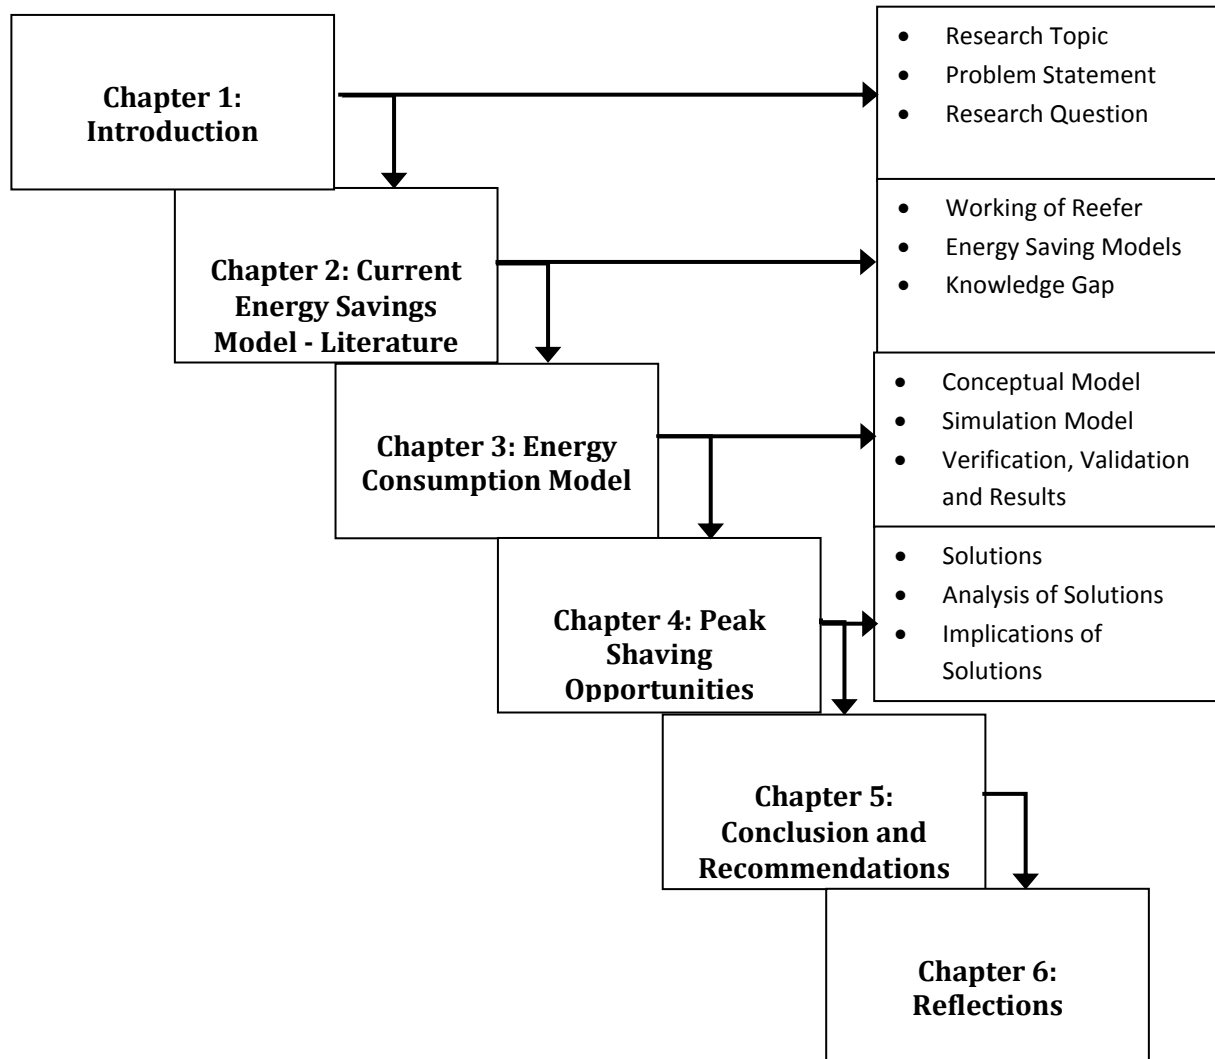 Chapter 1:
Introduction
• Research Topic
• Problem Statement
• Research Question
Chapter 2: Current
Energy Savings
Model - Literature
• Working of Reefer
• Energy Saving Models
• Knowledge Gap
Chapter 3: Energy
Consumption Model
• Conceptual Model
• Simulation Model
• Verification, Validation
and Results
Chapter 4: Peak
Shaving
Opportunities
• Solutions
• Analysis of Solutions
• Implications of
Solutions
Chapter 5:
Conclusion and
Recommendations
Chapter 6:
Reflections